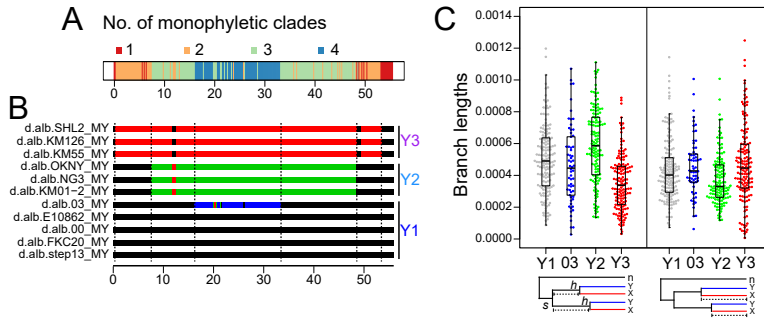 A
No. of monophyletic clades
1 2 3 4
0 10 20 30 40 50
B
d.alb.SHL2_MY
d.alb.KM126_MY
d.alb.KM55_MY
Y3
d.alb.OKNY_MY
d.alb.NG3_MY
d.alb.KM01-2_MY
Y2
d.alb.03_MY
d.alb.E10862_MY
d.alb.00_MY
d.alb.FKC20_MY
d.alb.step13_MY
Y1
0 10 20 30 40 50
C
Branch lengths
0.0014
0.0012
0.0010
0.0008
0.0006
0.0004
0.0002
0.0000
Y1 03 Y2 Y3 Y1 03 Y2 Y3
n
Y
h
X
Y
h
X
s
n
Y
X
Y
X